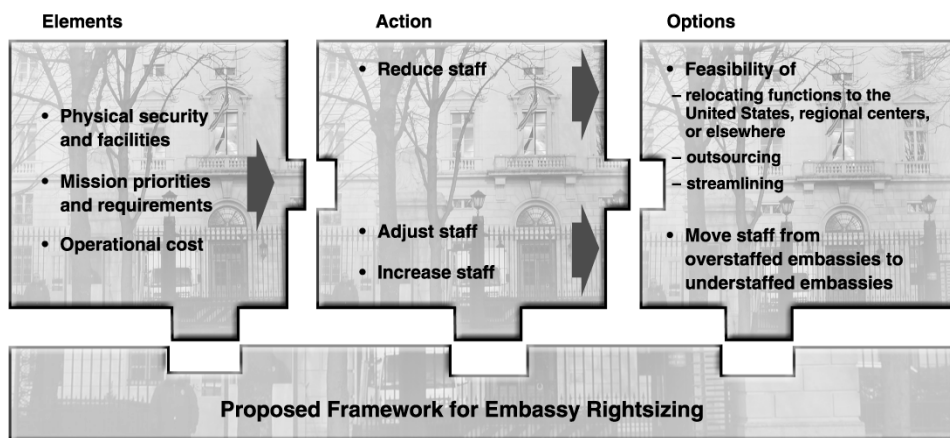 Elements
• Physical security
and facilities
• Mission priorities
and requirements
• Operational cost
Action
• Reduce staff
• Adjust staff
• Increase staff
Options
• Feasibility of
– relocating functions to the
United States, regional centers,
or elsewhere
– outsourcing
– streamlining
• Move staff from
overstaffed embassies to
understaffed embassies
Proposed Framework for Embassy Rightsizing